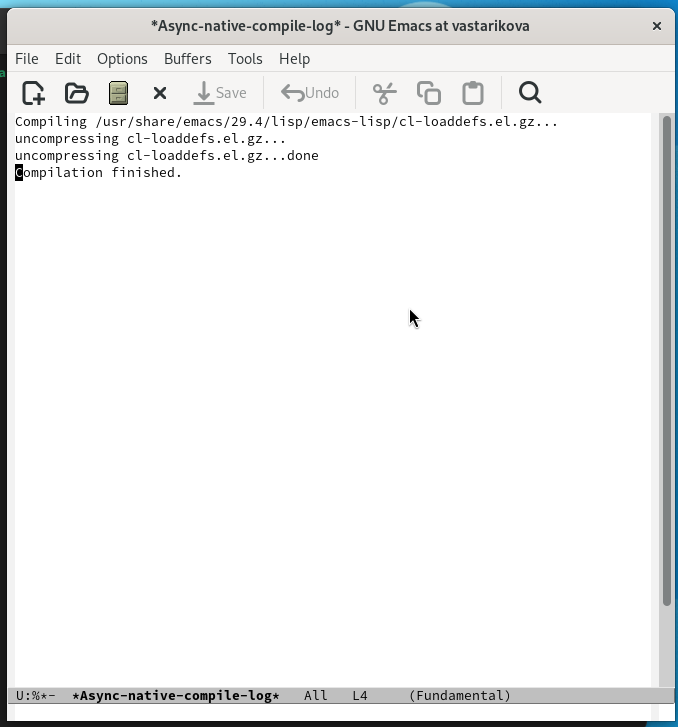 *Async-native-compile-log* - GNU Emacs at vastarikova
File Edit Options Buffers Tools Help
Save Undo
Compiling /usr/share/emacs/29.4/lisp/emacs-lisp/cl-loaddefs.el.gz...
uncompressing cl-loaddefs.el.gz...
uncompressing cl-loaddefs.el.gz...done
Compilation finished.
U:%*- *Async-native-compile-log* All L4 (Fundamental)